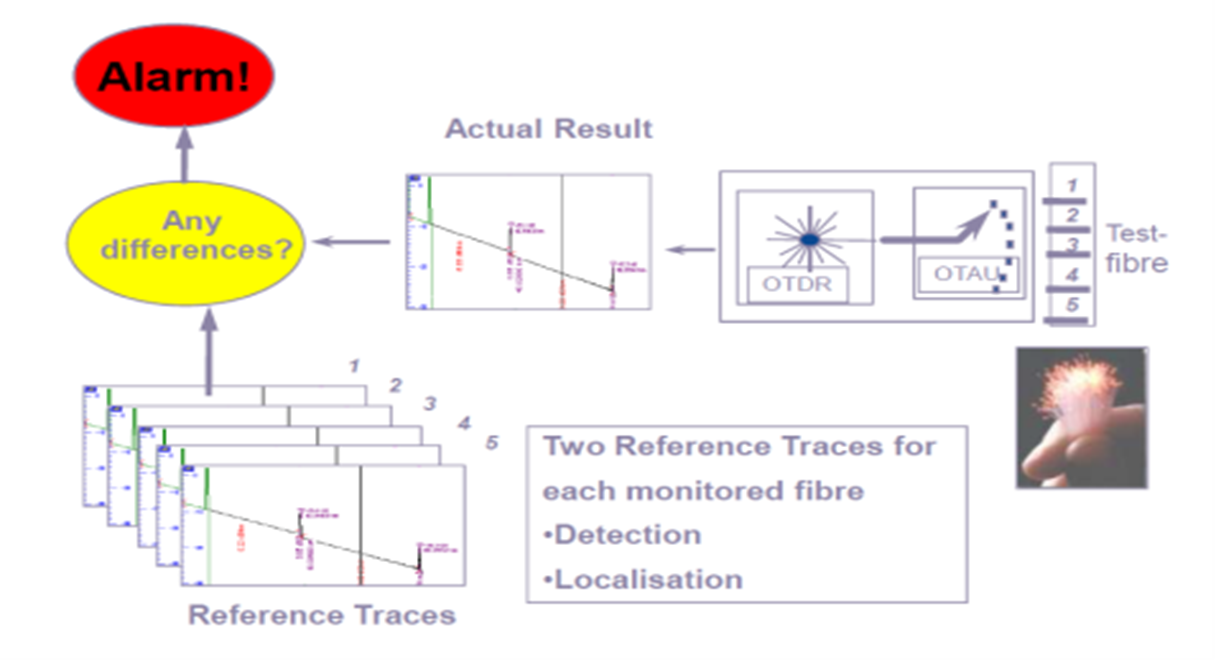 Alarm!
Actual Result
Any
differences?
OTDR
OTAU
1
2
3
4
5
Test-
fibre
1
2
3
4
5
Reference Traces
Two Reference Traces for
each monitored fibre
•Detection
•Localisation